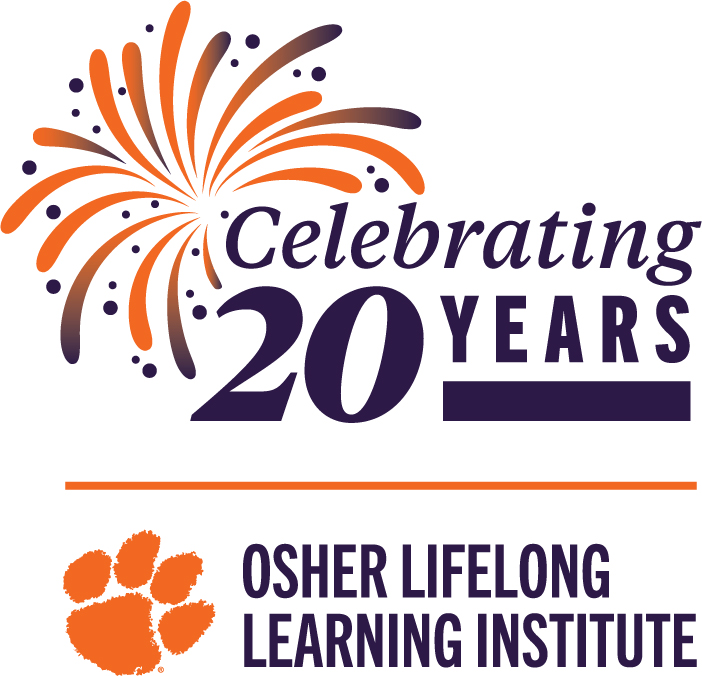 Celebrating
20 YEARS
OSHER LIFELONG
LEARNING INSTITUTE
®